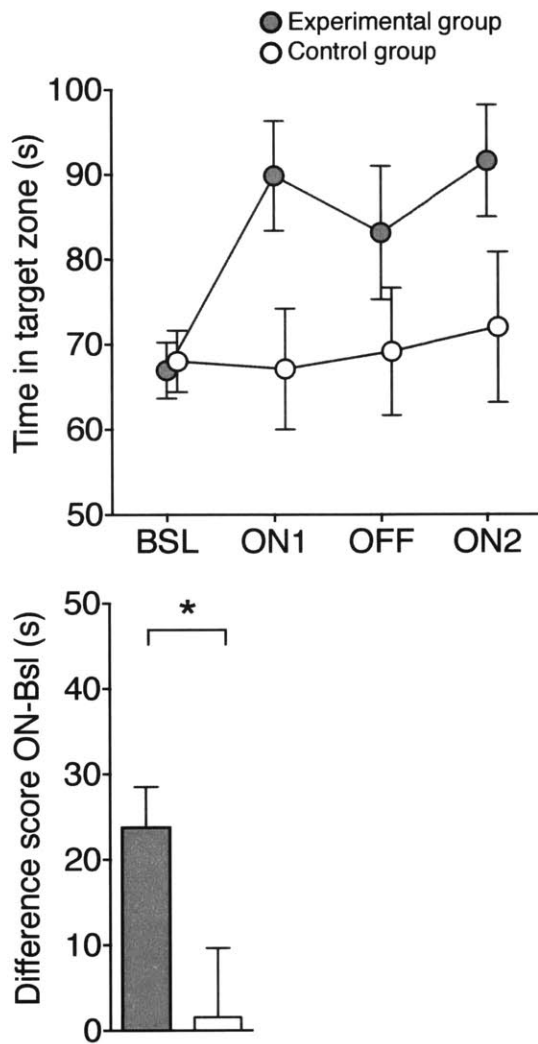 Experimental group
Control group
Time in target zone (s)
100
90
80
70
60
50
BSL ON1 OFF ON2
Difference score ON-Bsl (s)
50
40
30
20
10
0
*